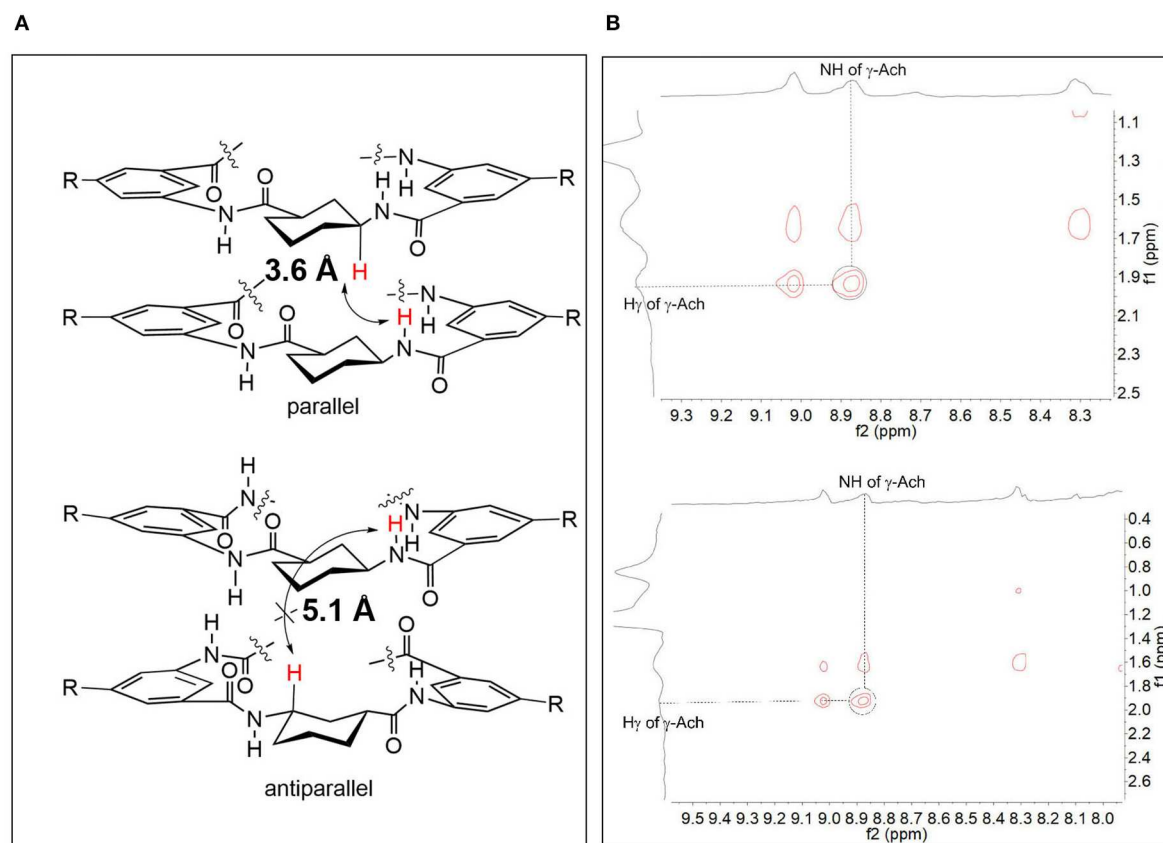 A
B
R
O
N
H
O
N
H
H
N
H
O
R
3.6 Å
H
R
O
N
H
O
N
H
H
N
H
O
R
parallel
H
N
O
R
N
H
O
N
H
H
N
H
O
R
5.1 Å
H
N
O
R
O
N
H
H
O
H
N
O
R
antiparallel
NH of γ-Ach
Hγ of γ-Ach
1.1
1.3
1.5
1.7
1.9
2.1
2.3
2.5
f1 (ppm)
9.3 9.2 9.1 9.0 8.9 8.8 8.7 8.6 8.5 8.4 8.3
f2 (ppm)
NH of γ-Ach
Hγ of γ-Ach
0.4
0.6
0.8
1.0
1.2
1.4
1.6
1.8
2.0
2.2
2.4
2.6
f1 (ppm)
9.5 9.4 9.3 9.2 9.1 9.0 8.9 8.8 8.7 8.6 8.5 8.4 8.3 8.2 8.1 8.0
f2 (ppm)